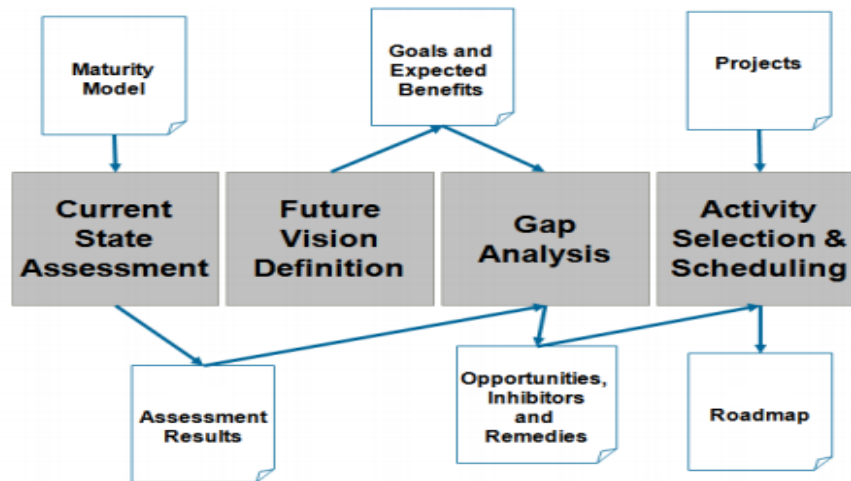 Maturity
Model
Goals and
Expected
Benefits
Projects
Current
State
Assessment
Future
Vision
Definition
Gap
Analysis
Activity
Selection &
Scheduling
Assessment
Results
Opportunities,
Inhibitors
and
Remedies
Roadmap